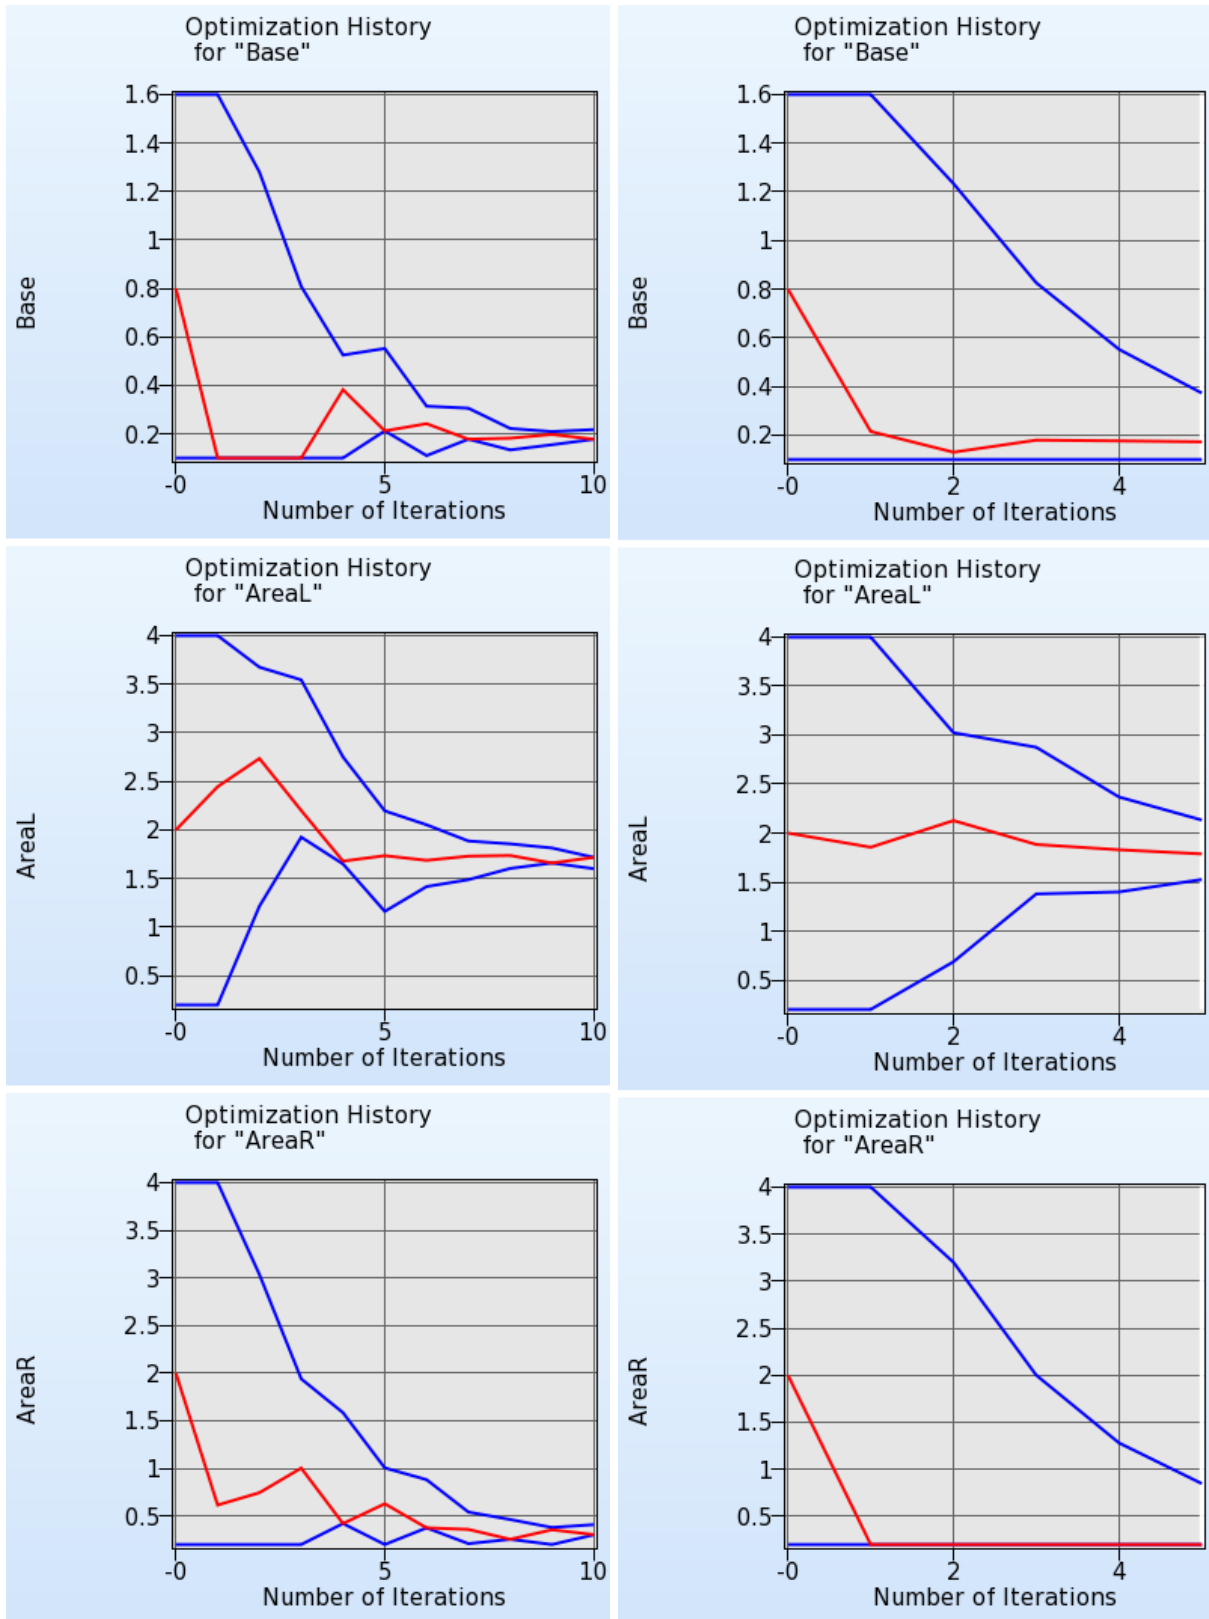 Optimization History
for "Base"
1.6
1.4
1.2
1
0.8
0.6
0.4
0.2
Base
-0
5
10
Number of Iterations
Optimization History
for "Base"
1.6
1.4
1.2
1
0.8
0.6
0.4
0.2
Base
-0
2
4
Number of Iterations
Optimization History
for "AreaL"
4
3.5
3
2.5
2
1.5
1
0.5
AreaL
-0
5
10
Number of Iterations
Optimization History
for "AreaL"
4
3.5
3
2.5
2
1.5
1
0.5
AreaL
-0
2
4
Number of Iterations
Optimization History
for "AreaR"
4
3.5
3
2.5
2
1.5
1
0.5
AreaR
-0
5
10
Number of Iterations
Optimization History
for "AreaR"
4
3.5
3
2.5
2
1.5
1
0.5
AreaR
-0
2
4
Number of Iterations